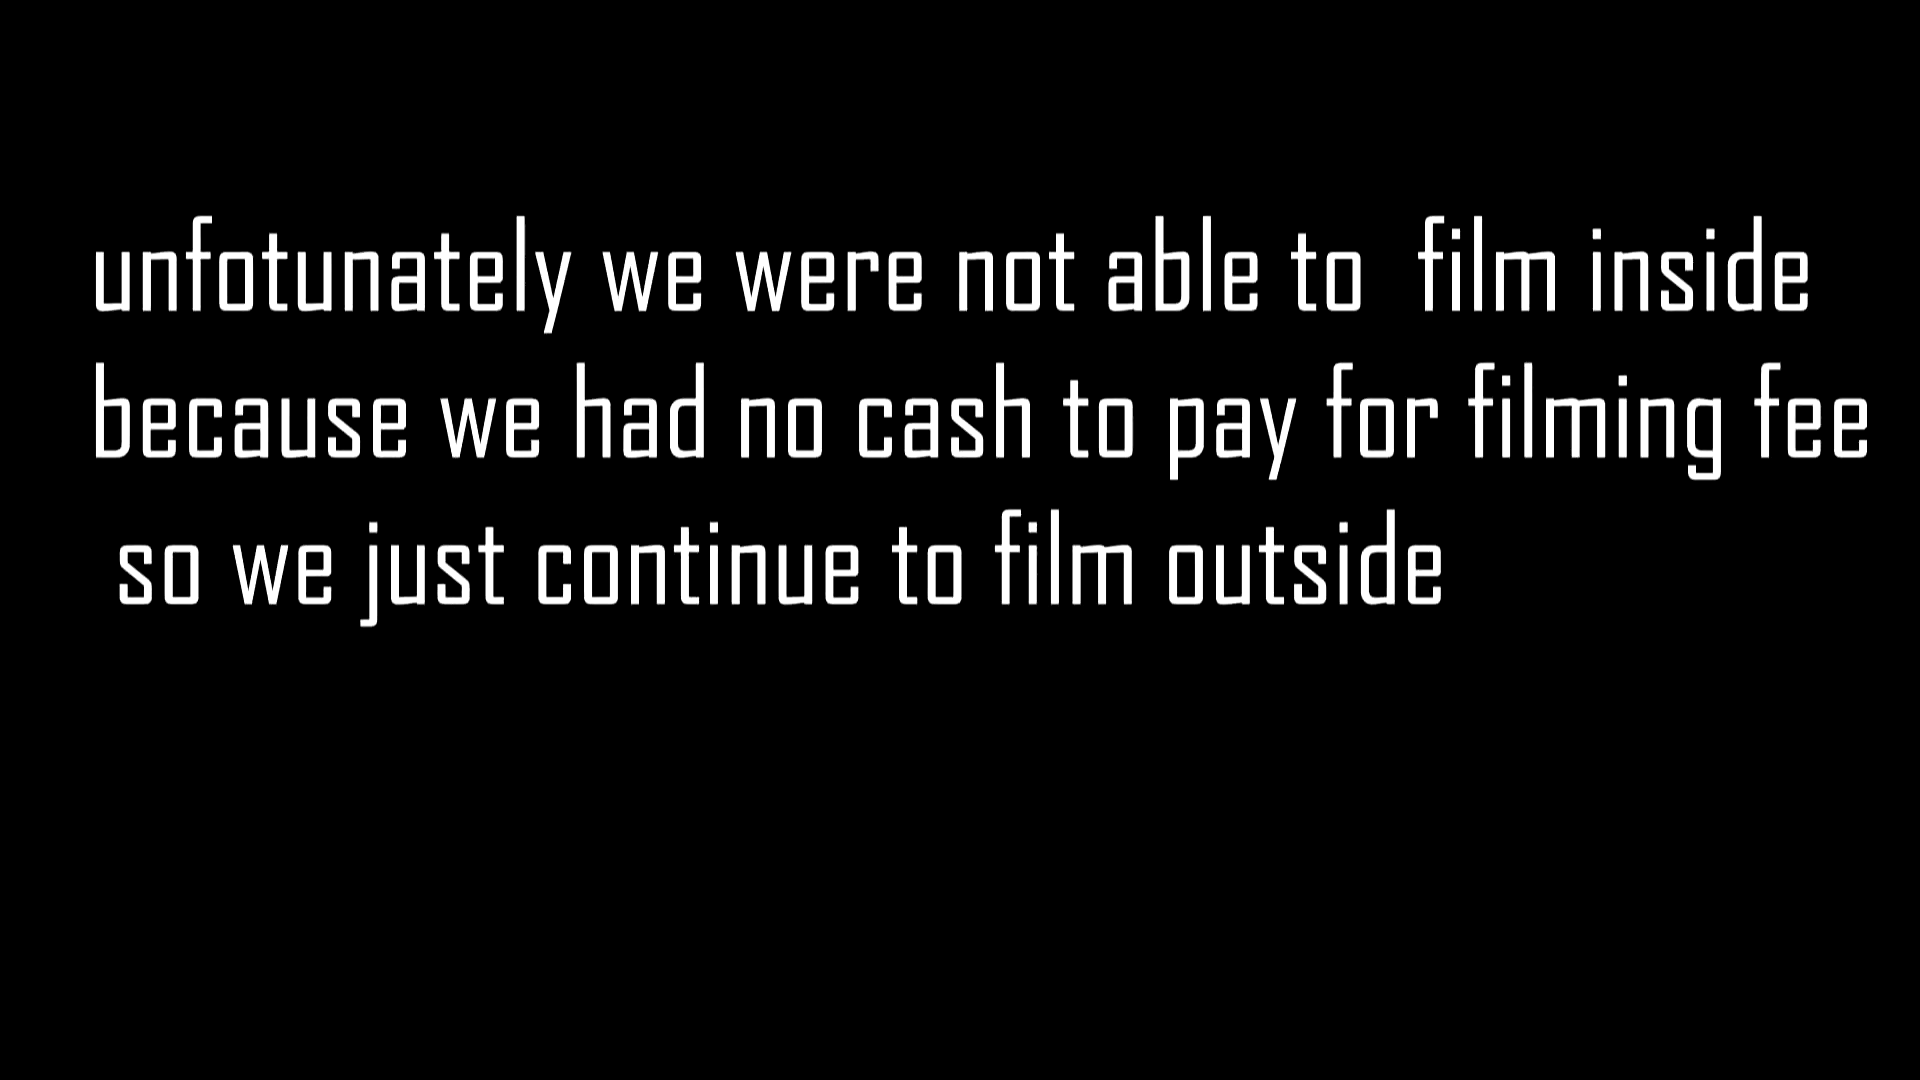 unfotunately we were not able to  film inside
because we had no cash to pay for filming fee
so we just continue to film outside